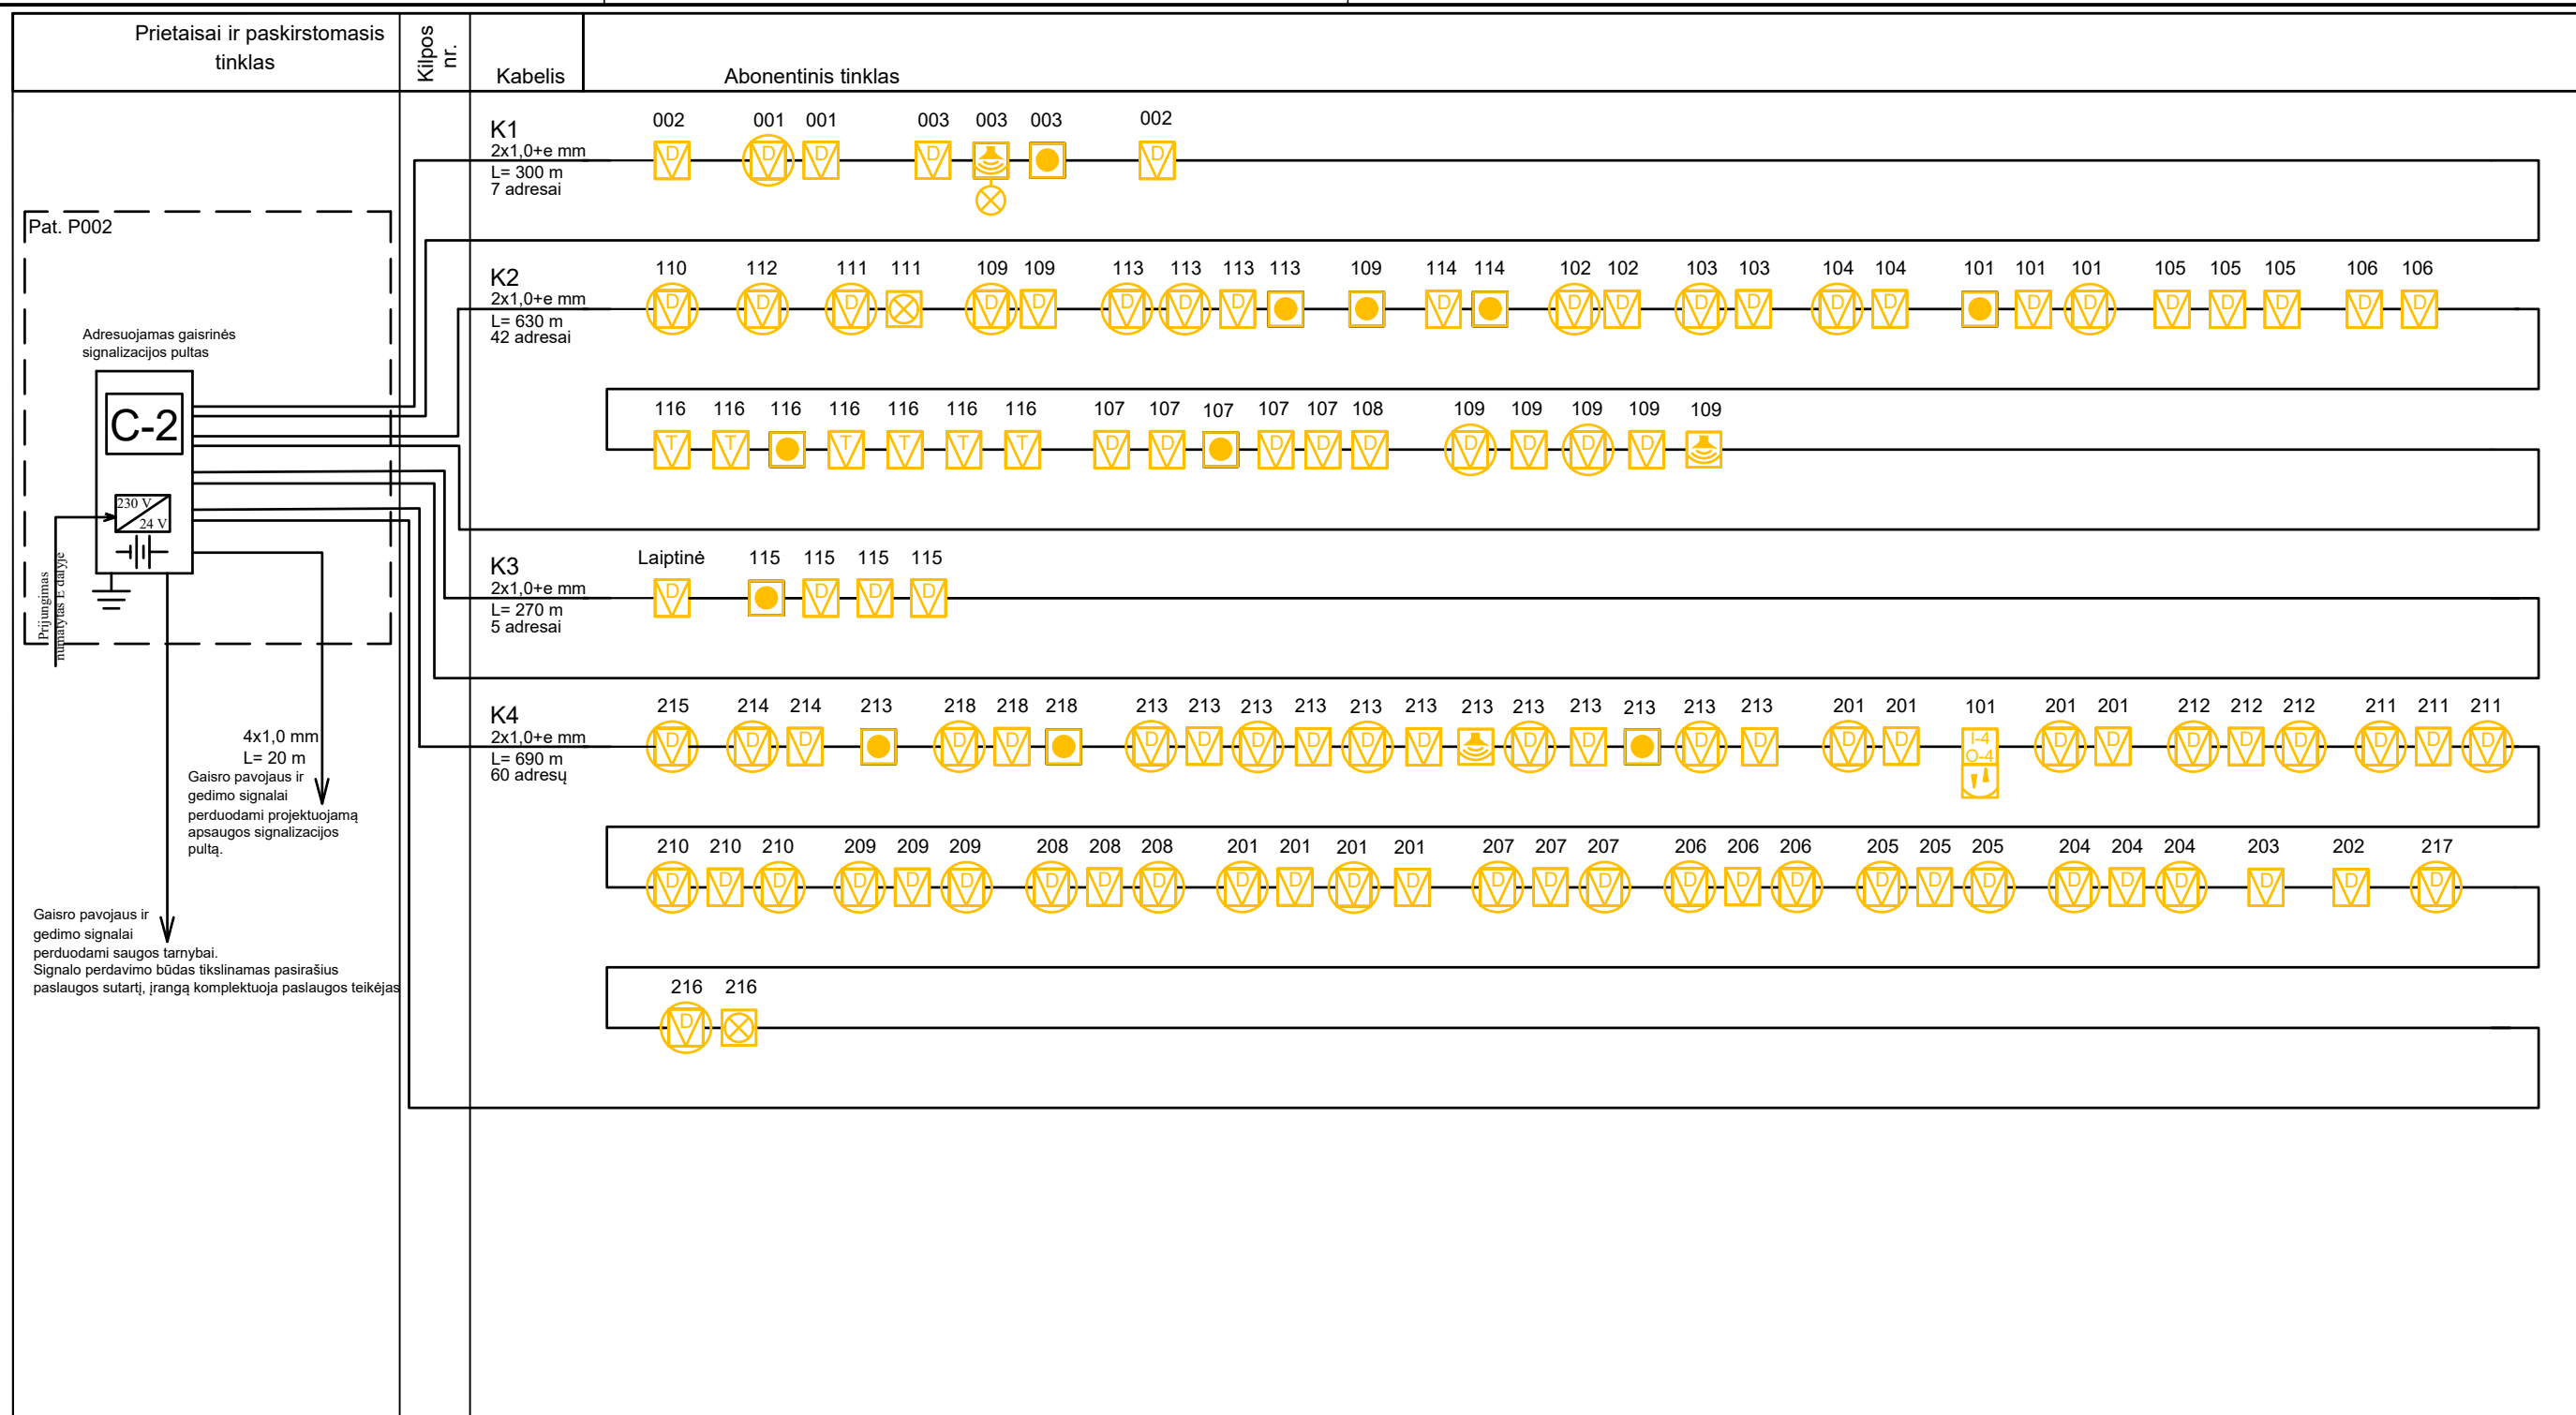 Prietaisai ir paskirstomasis
tinklas
Kilpos
nr.
Kabelis
Abonentinis tinklas
K1
2x1,0+e mm
L= 300 m
7 adresai
002 001 001 003 003 003 002
D D D D D
Pat. P002
K2
2x1,0+e mm
L= 630 m
42 adresai
110 112 111 111 109 109 113 113 113 113 109 114 114 102 102 103 103 104 104 101 101 101 105 105 105 106 106
D D D D D D D D D D D D D D D D D D D D D D
Adresuojamas gaisrinės
signalizacijos pultas
C-2
116 116 116 116 116 116 116 107 107 107 107 107 108 109 109 109 109 109
T T T T T T D D D D D D D D D
230 V
24 V
Prijungimas
numatytas E dalyje
K3
2x1,0+e mm
L= 270 m
5 adresai
Laiptinė 115 115 115 115
D D D D
K4
2x1,0+e mm
L= 690 m
60 adresų
215 214 214 213 218 218 218 213 213 213 213 213 213 213 213 213 213 213 213 201 201 101 201 201 212 212 212 211 211 211
D D D D D D D D D D D D D D D D D I-4 D D D D D D D D
O-4
4x1,0 mm
L= 20 m
Gaisro pavojaus ir
gedimo signalai
perduodami projektuojamą
apsaugos signalizacijos
pultą.
210 210 210 209 209 209 208 208 208 201 201 201 201 207 207 207 206 206 206 205 205 205 204 204 204 203 202 217
D D D D D D D D D D D D D D D D D D D D D D D D D D D D
Gaisro pavojaus ir
gedimo signalai
perduodami saugos tarnybai.
Signalo perdavimo būdas tikslinamas pasirašius
paslaugos sutartį, įrangą komplektuoja paslaugos teikėjas
216 216
D